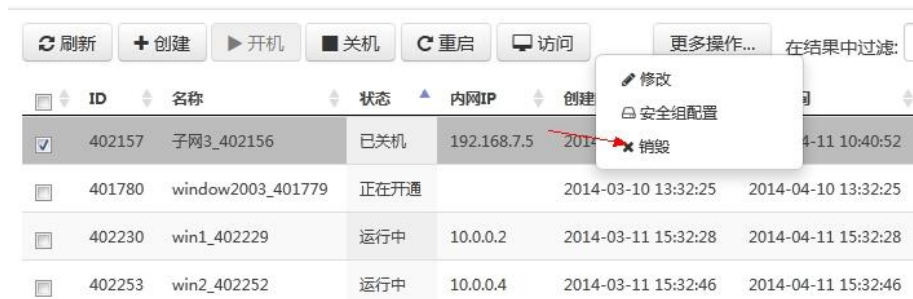 刷新 创建 开机 关机 重启 访问 更多操作... 在结果中过滤:
修改
安全组配置
销毁
ID 名称 状态 内网IP 创建
402157 子网3_402156 已关机 192.168.7.5 2014 4-11 10:40:52
401780 window2003_401779 正在开通 2014-03-10 13:32:25 2014-04-10 13:32:25
402230 win1_402229 运行中 10.0.0.2 2014-03-11 15:32:28 2014-04-11 15:32:28
402253 win2_402252 运行中 10.0.0.4 2014-03-11 15:32:46 2014-04-11 15:32:46